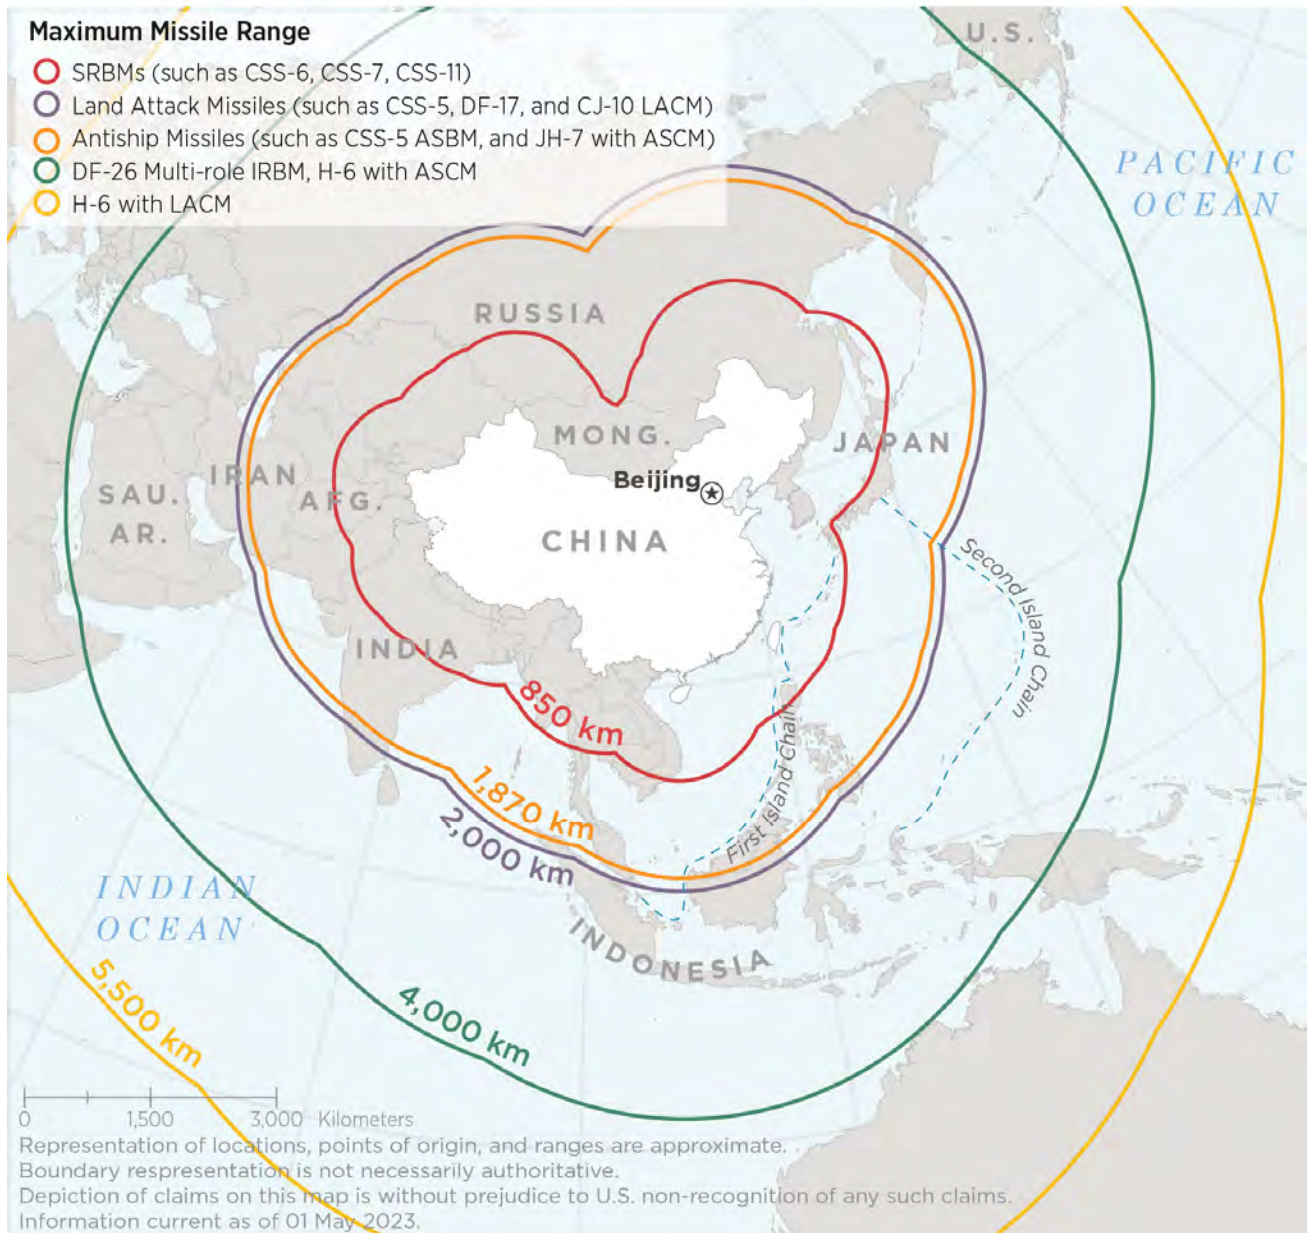 Maximum Missile Range
SRBMs (such as CSS-6, CSS-7, CSS-11)
Land Attack Missiles (such as CSS-5, DF-17, and CJ-10 LACM)
Antiship Missiles (such as CSS-5 ASBM, and JH-7 with ASCM)
DF-26 Multi-role IRBM, H-6 with ASCM
H-6 with LACM
U.S.
PACIFIC
OCEAN
RUSSIA
MONG.
JAPAN
Beijing
IRAN
AFG.
SAU.
AR.
CHINA
Second Island Chain
INDIA
850 km
First Island Chain
1,870 km
2,000 km
INDIAN
OCEAN
INDONESIA
5,500 km
4,000 km
0 1,500 3,000 Kilometers
Representation of locations, points of origin, and ranges are approximate.
Boundary respresentation is not necessarily authoritative.
Depiction of claims on this map is without prejudice to U.S. non-recognition of any such claims.
Information current as of 01 May 2023.